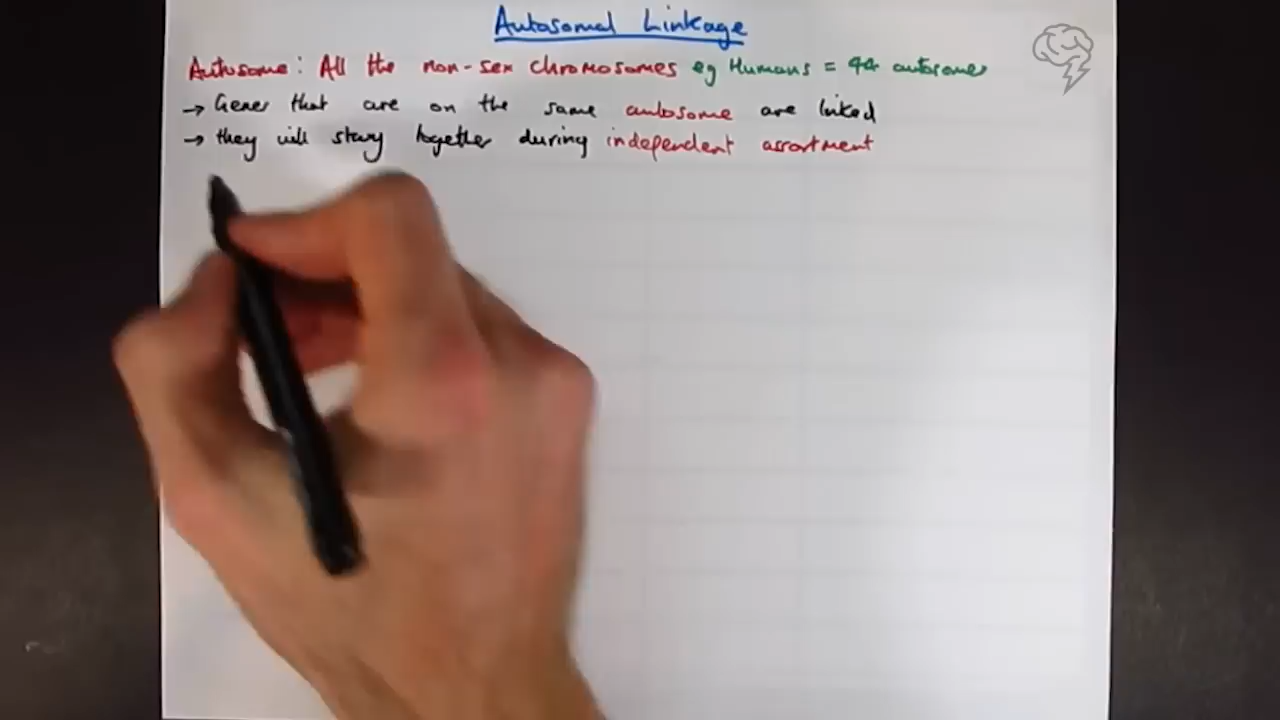 Autosomal Linkage
Autosome: All the non-sex chromosomes eg Humans = 44 autosomes
→ Genes that are on the same autosome are linked
→ they will stay together during independent assortment